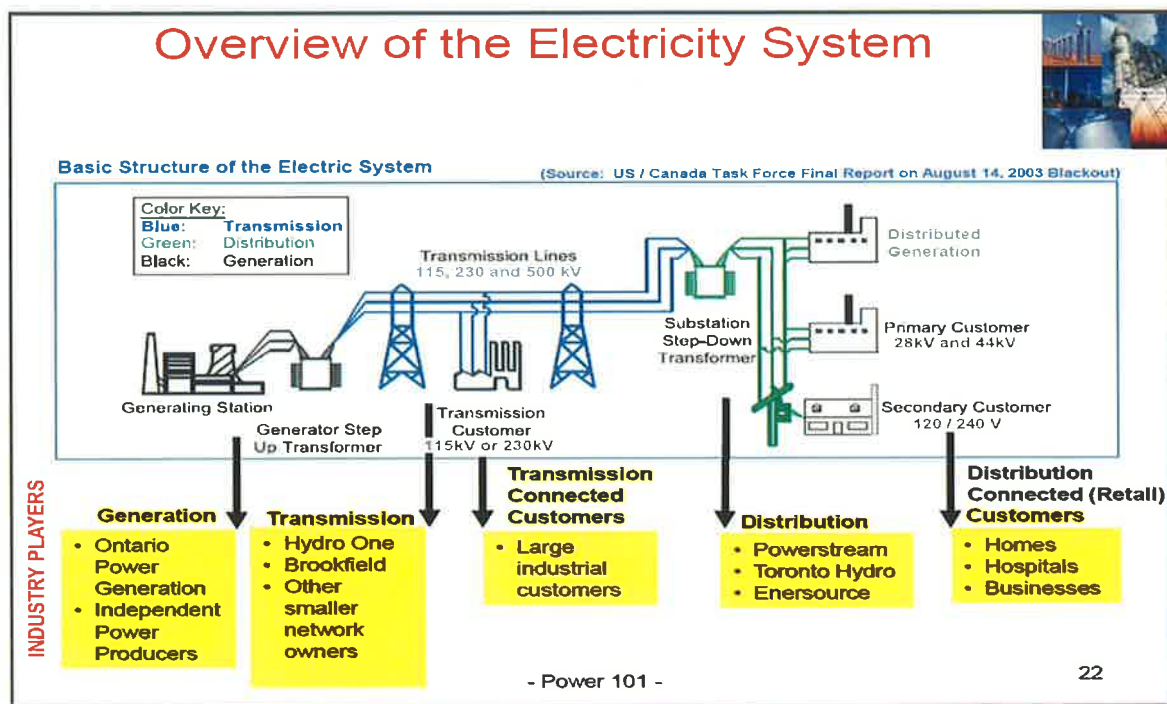 Overview of the Electricity System
Basic Structure of the Electric System
(Source: US / Canada Task Force Final Report on August 14, 2003 Blackout)
Color Key:
Blue: Transmission
Green: Distribution
Black: Generation
Transmission Lines
115, 230 and 500 kV
Distributed
Generation
Substation
Step-Down
Transformer
Primary Customer
28kV and 44kV
Generating Station
Generator Step
Up Transformer
Transmission
Customer
115kV or 230kV
Secondary Customer
120 / 240 V
INDUSTRY PLAYERS
Generation
• Ontario
Power
Generation
• Independent
Power
Producers
Transmission
• Hydro One
• Brookfield
• Other
smaller
network
owners
Transmission
Connected
Customers
• Large
industrial
customers
Distribution
• Powerstream
• Toronto Hydro
• Enersource
Distribution
Connected (Retail)
Customers
• Homes
• Hospitals
• Businesses
- Power 101 -
22